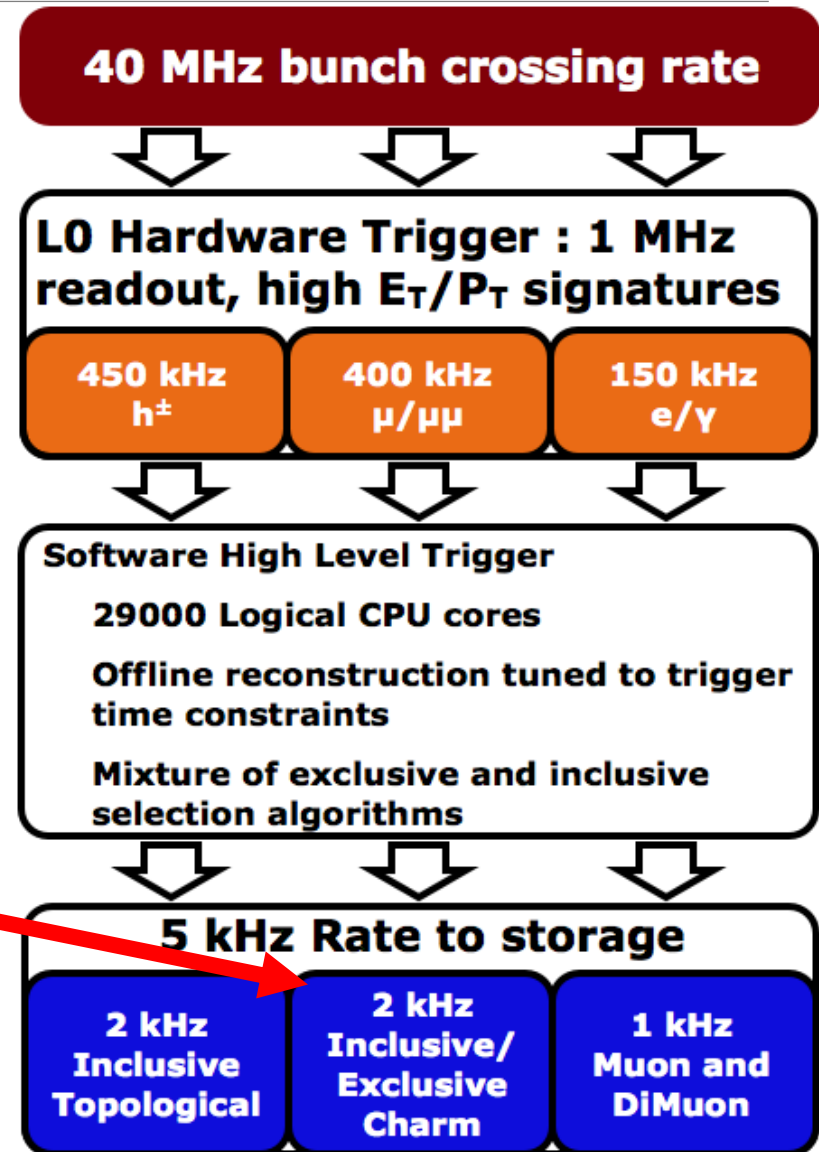 40 MHz bunch crossing rate
L0 Hardware Trigger : 1 MHz
readout, high E_T/P_T signatures
450 kHz
h±
400 kHz
μ/μμ
150 kHz
e/γ
Software High Level Trigger
29000 Logical CPU cores
Offline reconstruction tuned to trigger
time constraints
Mixture of exclusive and inclusive
selection algorithms
5 kHz Rate to storage
2 kHz
Inclusive
Topological
2 kHz
Inclusive/
Exclusive
Charm
1 kHz
Muon and
DiMuon